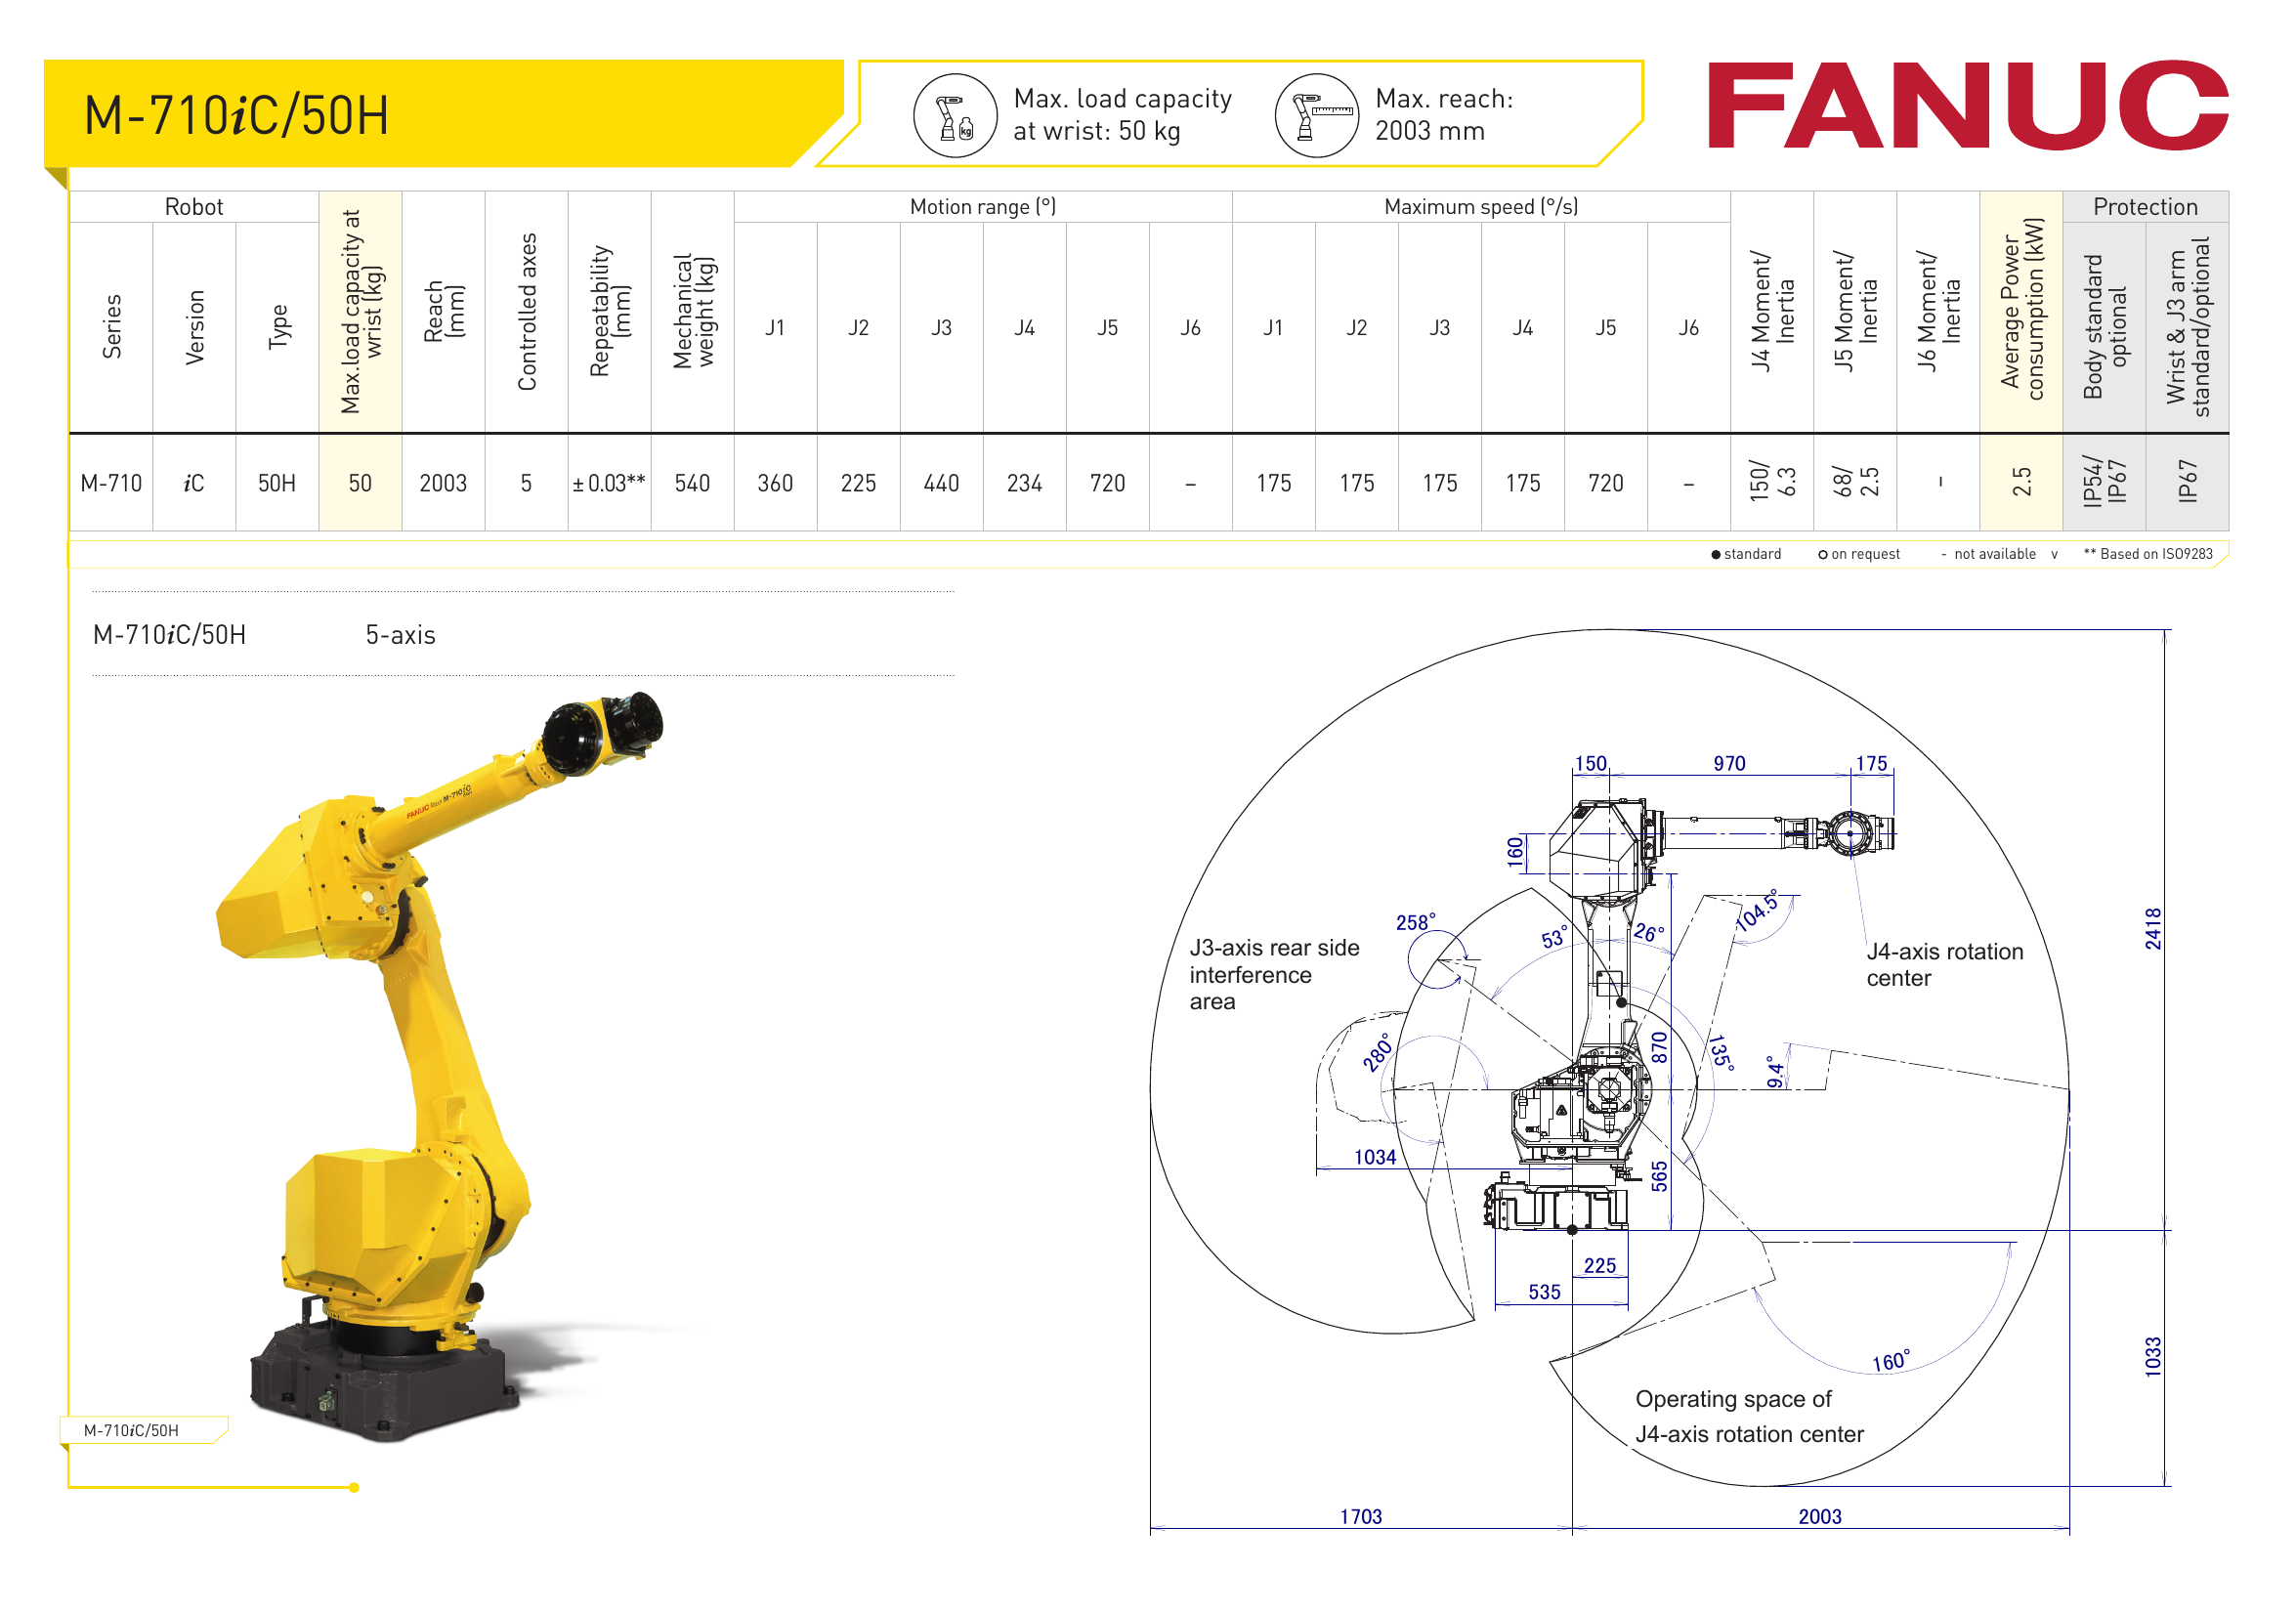 M-710iC/50H
Max. load capacity
at wrist: 50 kg
Max. reach:
2003 mm
FANUC
kg
Robot
Motion range (°)
Maximum speed (°/s)
Protection
Series
Version
Type
Max.load capacity at
wrist (kg)
Reach
(mm)
Controlled axes
Repeatability
(mm)
Mechanical
weight (kg)
J1 J2 J3 J4 J5 J6 J1 J2 J3 J4 J5 J6
J4 Moment/
Inertia
J5 Moment/
Inertia
J6 Moment/
Inertia
Average Power
consumption (kW)
Body standard
optional
Wrist & J3 arm
standard/optional
M-710 iC 50H 50 2003 5 ± 0.03** 540 360 225 440 234 720 – 175 175 175 175 720 – 150/ 6.3 68/ 2.5 – 2.5 IP54/ IP67 IP67
● standard ○ on request - not available v ** Based on ISO9283
M-710iC/50H 5-axis
FANUC Robot M-710iC
M-710iC/50H
150 970 175
160
258°
53°
26°
104.5°
J3-axis rear side
interference
area
J4-axis rotation
center
2418
280°
870
135°
9.4°
1034
565
225
535
1033
160°
Operating space of
J4-axis rotation center
1703
2003